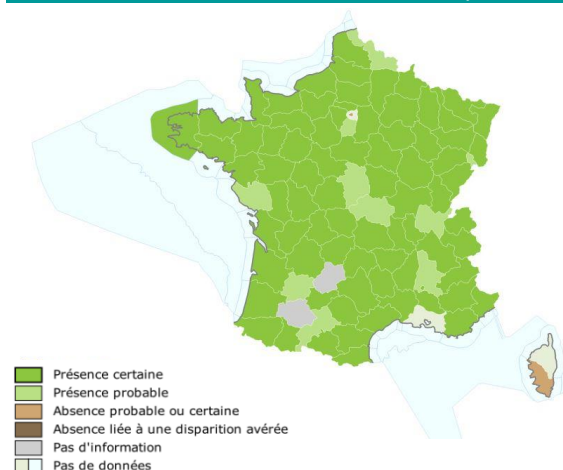 Présence certaine
Présence probable
Absence probable ou certaine
Absence liée à une disparition avérée
Pas d'information
Pas de données